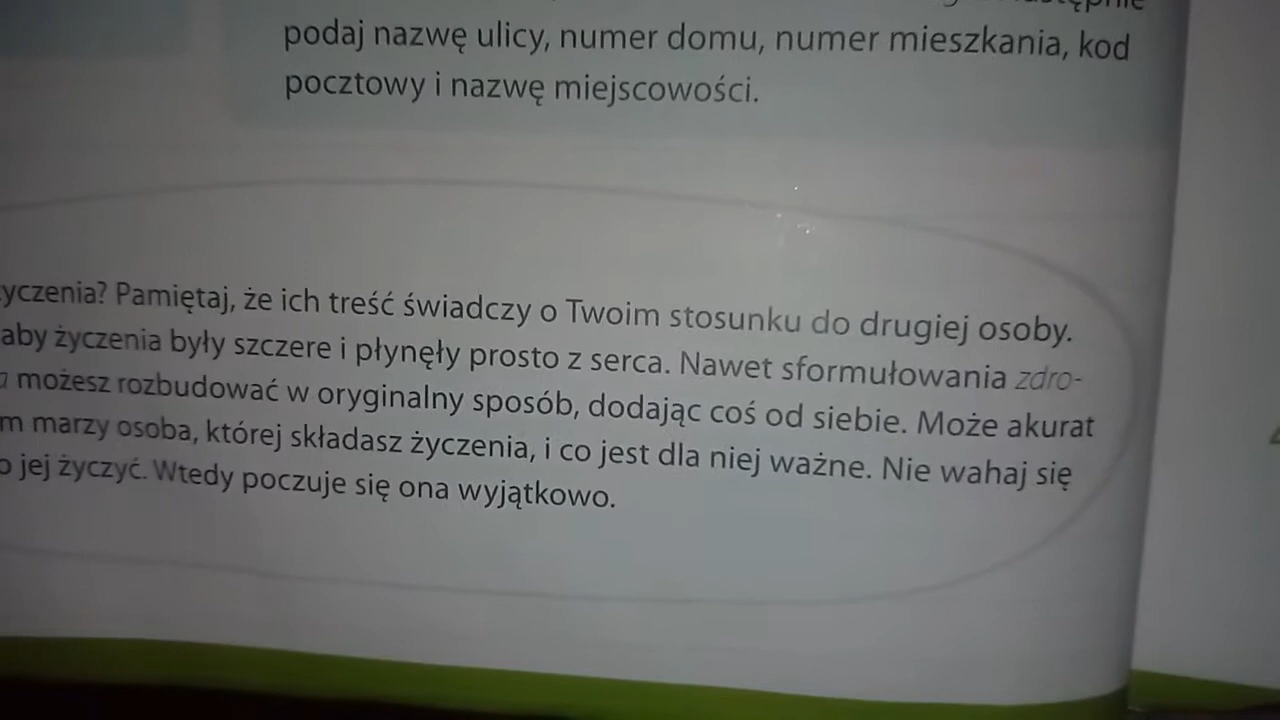 podaj nazwę ulicy, numer domu, numer mieszkania, kod
pocztowy i nazwę miejscowości.
yczenia? Pamiętaj, że ich treść świadczy o Twoim stosunku do drugiej osoby.
aby życzenia były szczere i płynęły prosto z serca. Nawet sformułowania zdro-
możesz rozbudować w oryginalny sposób, dodając coś od siebie. Może akurat
m marzy osoba, której składasz życzenia, i co jest dla niej ważne. Nie wahaj się
o jej życzyć. Wtedy poczuje się ona wyjątkowo.